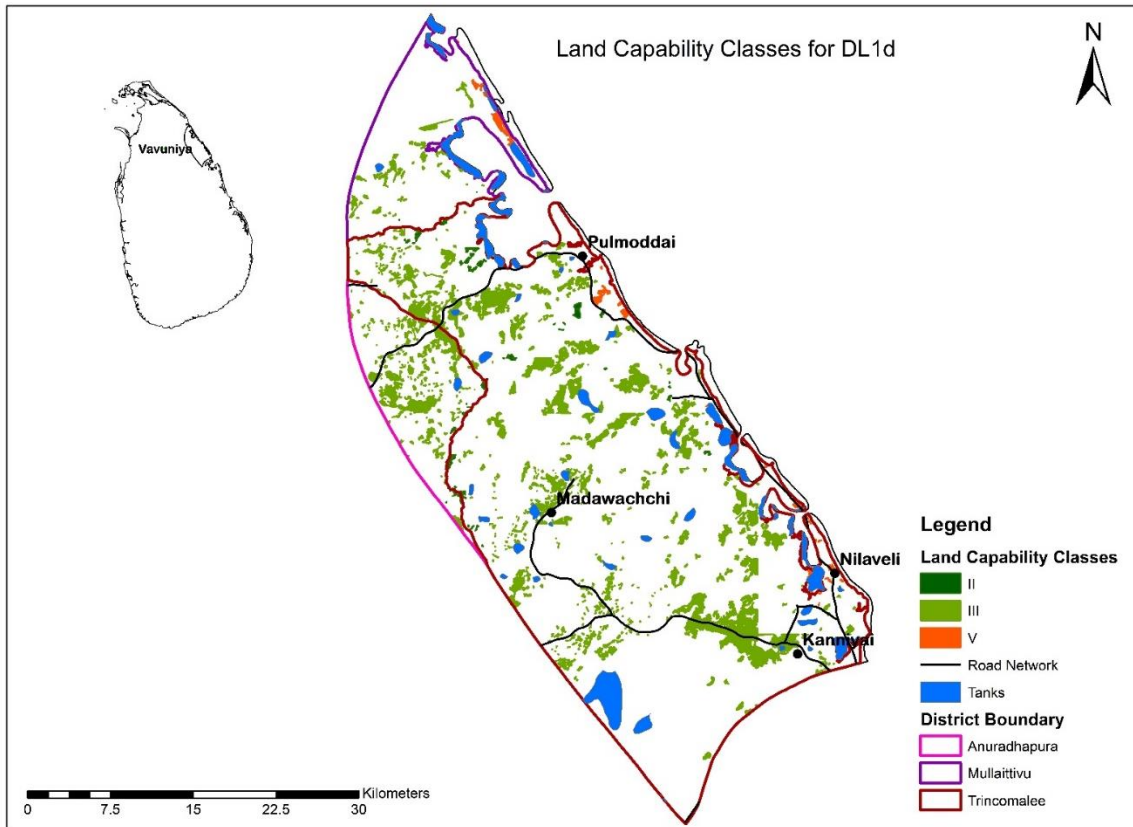 Land Capability Classes for DL1d
N
Vavuniya
Pulmoddai
Madawachchi
Nilaveli
Kanniyai
Legend
Land Capability Classes
II
III
V
Road Network
Tanks
District Boundary
Anuradhapura
Mullaittivu
Trincomalee
Kilometers
0 7.5 15 22.5 30